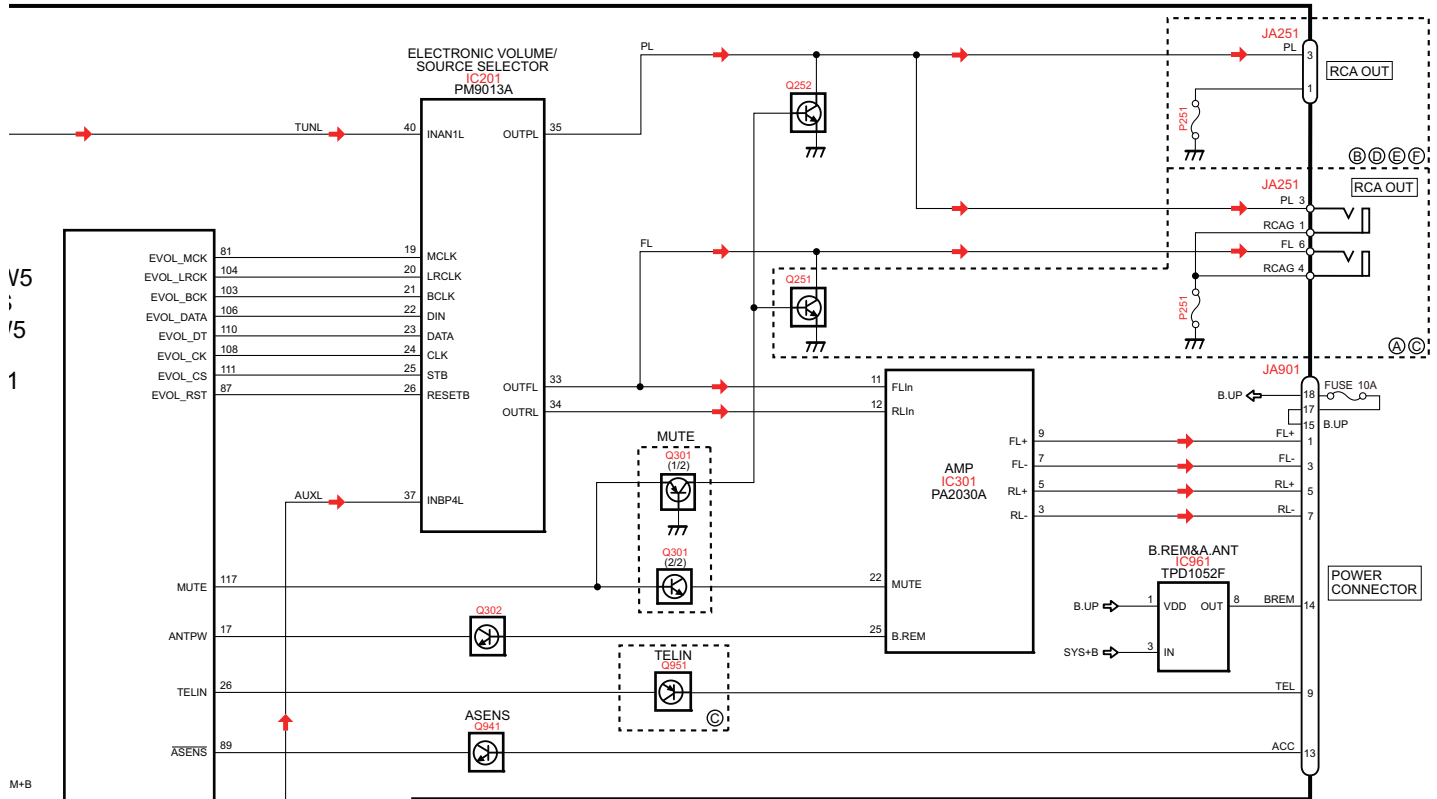 ELECTRONIC VOLUME/
SOURCE SELECTOR
IC201
PM9013A
TUNL
40
INAN1L
OUTPL
35
PL
Q252
JA251
PL
3
1
RCA OUT
P251
B D E F
JA251
RCA OUT
PL 3
RCAG 1
FL 6
RCAG 4
P251
A C
FL
Q251
EVOL_MCK 81
EVOL_LRCK 104
EVOL_BCK 103
EVOL_DATA 106
EVOL_DT 110
EVOL_CK 108
EVOL_CS 111
EVOL_RST 87
19 MCLK
20 LRCLK
21 BCLK
22 DIN
23 DATA
24 CLK
25 STB
26 RESETB
OUTFL 33
OUTRL 34
V5
/5
1
11 FLIn
12 RLIn
AMP
IC301
PA2030A
FL+ 9
FL- 7
RL+ 5
RL- 3
22 MUTE
25 B.REM
JA901
B.UP
18
FUSE 10A
17
15 B.UP
FL+ 1
FL- 3
RL+ 5
RL- 7
MUTE
Q301
(1/2)
Q301
(2/2)
AUXL
37
INBP4L
B.REM&A.ANT
IC961
TPD1052F
B.UP
1 VDD
OUT 8
BREM 14
SYS+B
3 IN
POWER
CONNECTOR
MUTE 117
ANTPW 17
Q302
TELIN
Q951
C
TELIN 26
TEL 9
ASENS
Q941
ASENS 89
ACC 13
M+B